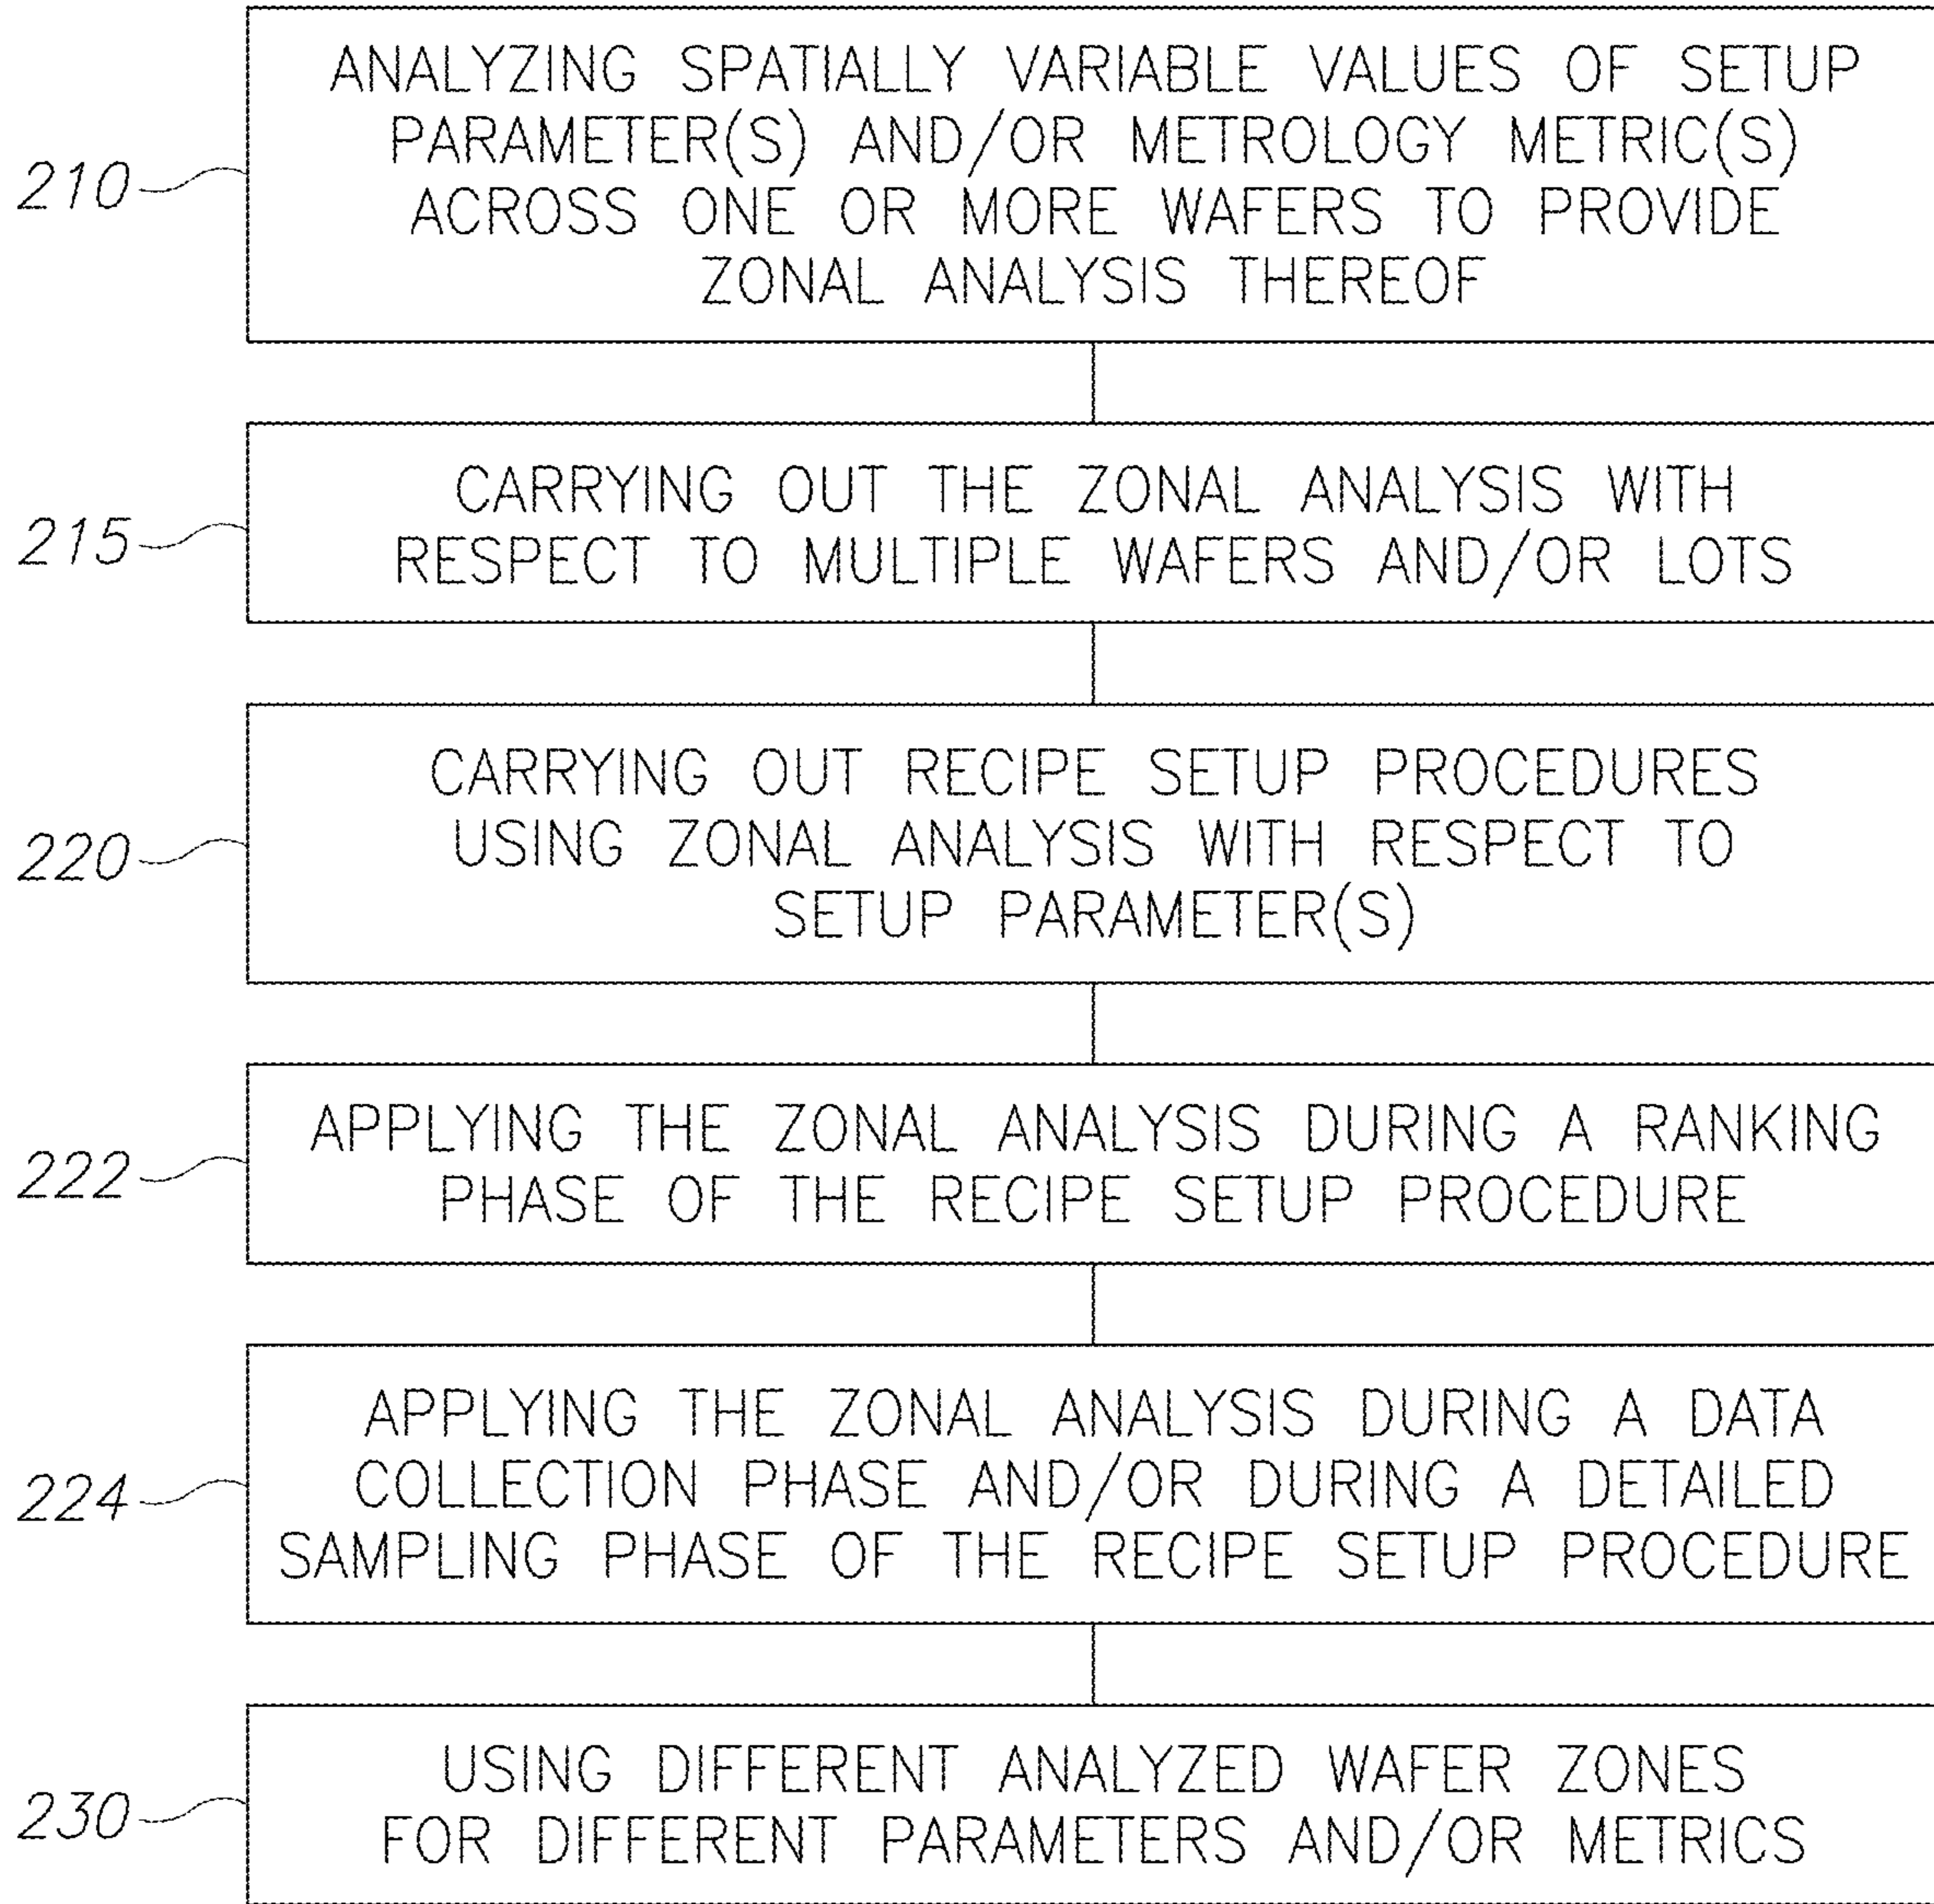 ANALYZING SPATIALLY VARIABLE VALUES OF SETUP
PARAMETER(S) AND/OR METROLOGY METRIC(S)
210
ACROSS ONE OR MORE WAFERS TO PROVIDE
ZONAL ANALYSIS THEREOF
CARRYING OUT THE ZONAL ANALYSIS WITH
215
RESPECT TO MULTIPLE WAFERS AND/OR LOTS
CARRYING OUT RECIPE SETUP PROCEDURES
220
USING ZONAL ANALYSIS WITH RESPECT TO
SETUP PARAMETER(S)
APPLYING THE ZONAL ANALYSIS DURING A RANKING
222
PHASE OF THE RECIPE SETUP PROCEDURE
APPLYING THE ZONAL ANALYSIS DURING A DATA
224
COLLECTION PHASE AND/OR DURING A DETAILED
SAMPLING PHASE OF THE RECIPE SETUP PROCEDURE
USING DIFFERENT ANALYZED WAFER ZONES
230
FOR DIFFERENT PARAMETERS AND/OR METRICS